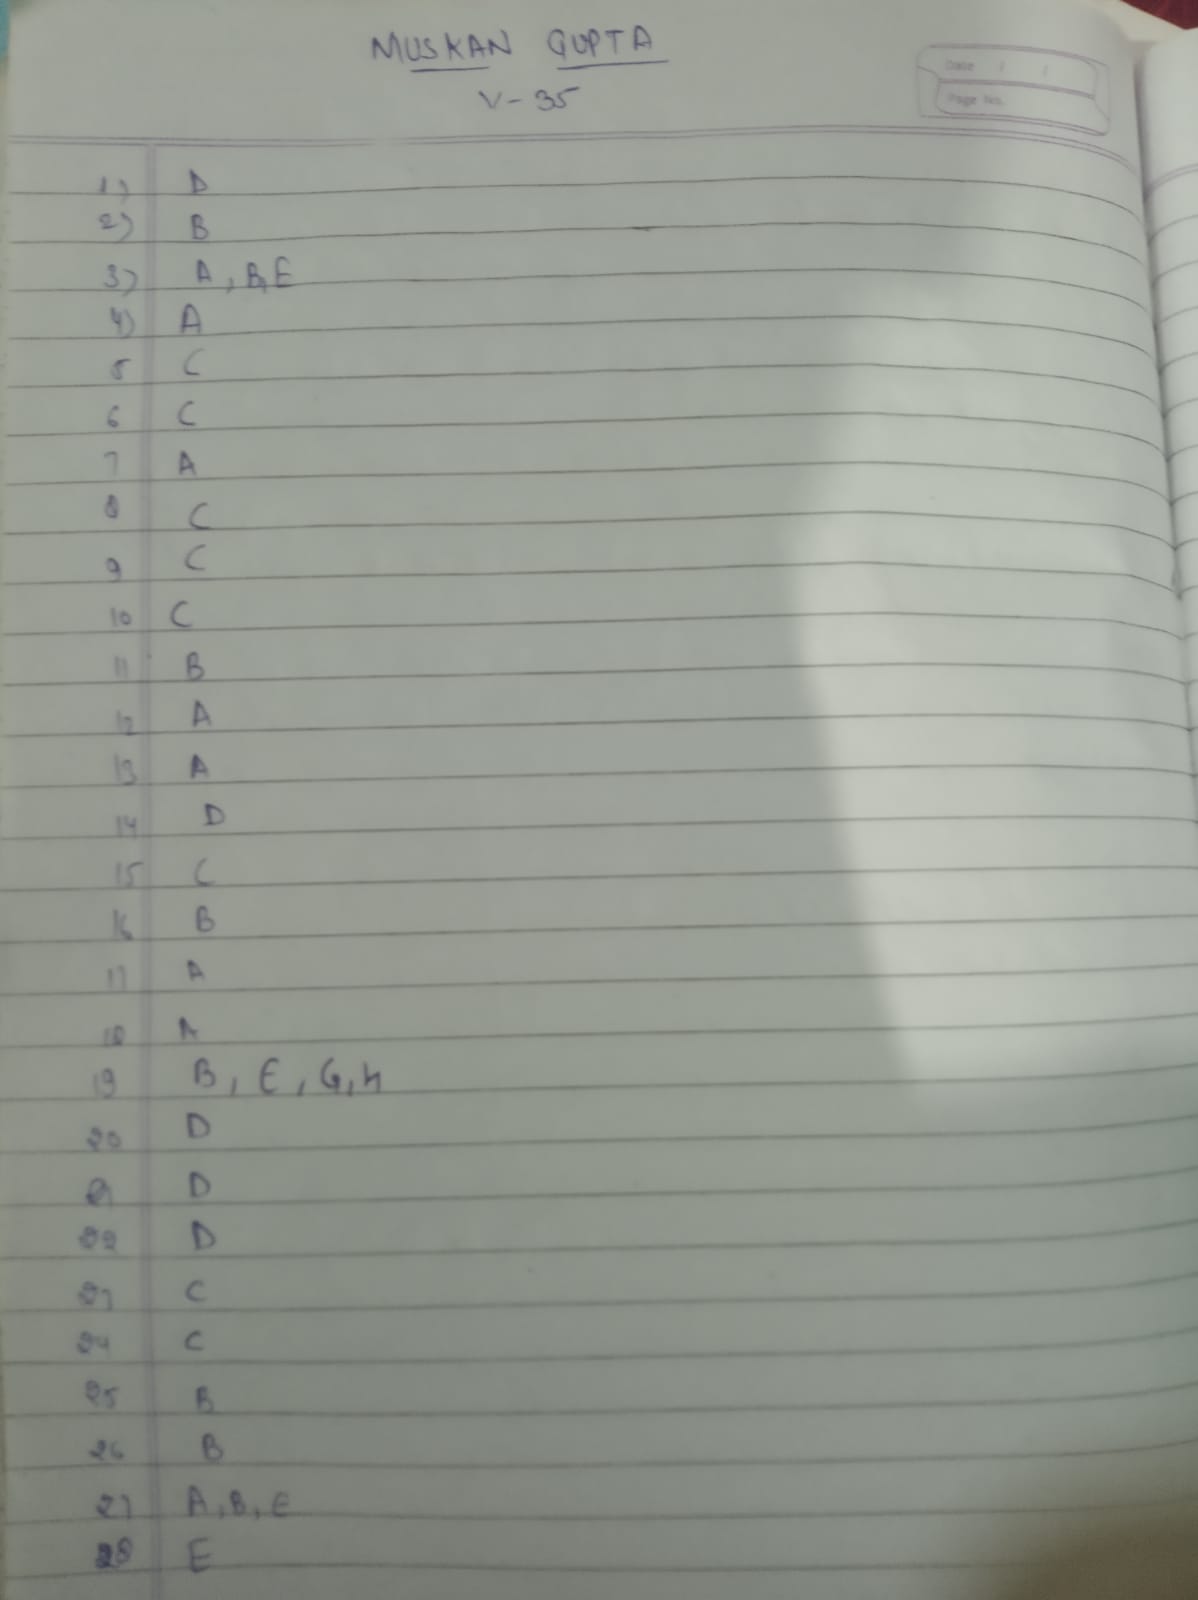 MUSKAN GUPTA
V-35
Date / /
Page No.
1) D
2) B
3) A, B, E
4) A
5 C
6 C
7 A
8 C
9 C
10 C
11 B
12 A
13 A
14 D
15 C
16 B
17 A
18 A
19 B, E, G, H
20 D
21 D
22 D
23 C
24 C
25 B
26 B
27 A, B, E
28 E